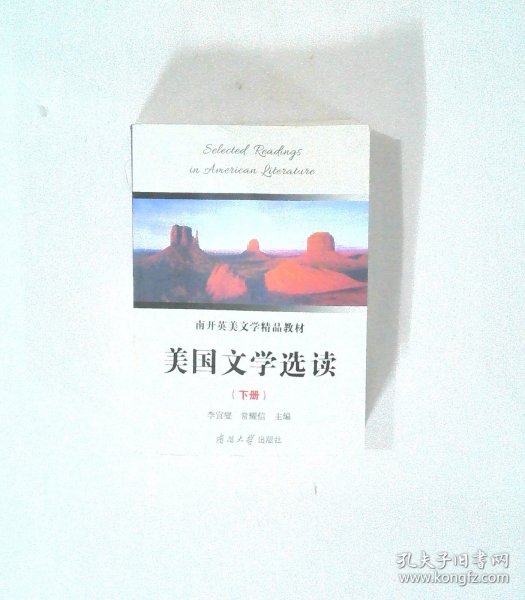 Selected Readings
in American Literature
南开英美文学精品教材
美国文学选读
（下册）
李宜燮 常耀信 主编
南开大学出版社
孔夫子旧书网
www.kongfz.com